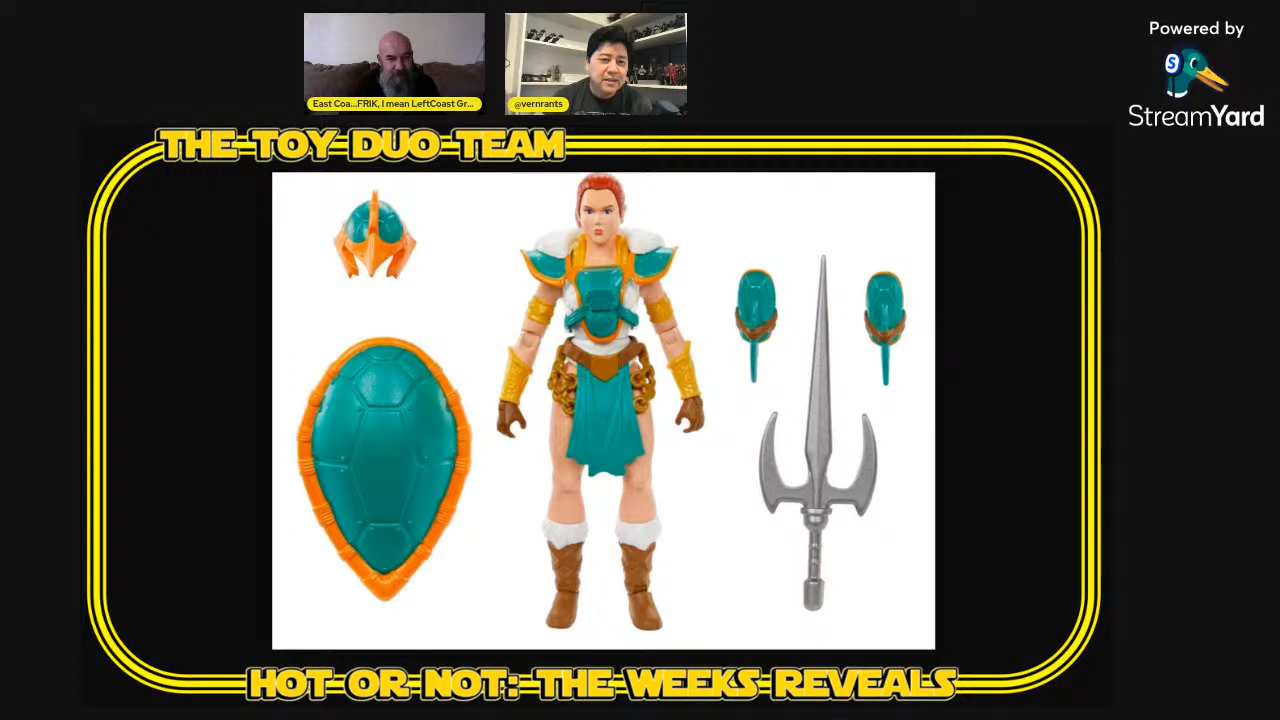 Powered by
S
StreamYard
East Coa...FRIK, I mean LeftCoast Gr...
@vernrants
THE TOY DUO TEAM
HOT OR NOT: THE WEEKS REVEALS